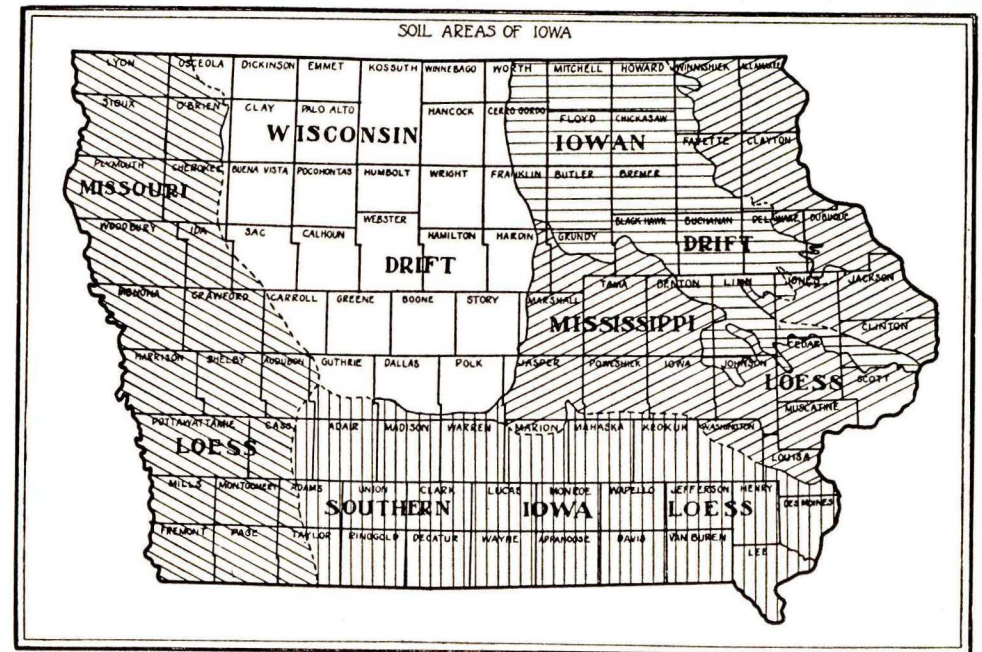 SOIL AREAS OF IOWA
LYON OSCEOLA DICKINSON EMMET KOSSUTH WINNEBAGO WORTH MITCHELL HOWARD WINNISHIEK ALLAMAKEE
SIOUX O'BRIEN CLAY PALO ALTO HANCOCK CERRO GORDO FLOYD CHICKASAW
WISCONSIN IOWAN FAYETTE CLAYTON
PLYMOUTH CHEROKEE BUENA VISTA POCOHONTAS HUMBOLT WRIGHT FRANKLIN BUTLER BREMER
MISSOURI
WEBSTER BLACK HAWK BUCHANAN DELAWARE DUBUQUE
WOODBURY IDA SAC CALHOUN HAMILTON HARDIN GRUNDY
DRIFT DRIFT
MONONA CRAWFORD CARROLL GREENE BOONE STORY MARSHALL TAMA BENTON LINN JONES JACKSON
MISSISSIPPI CLINTON
CEDAR
HARRISON SHELBY AUDUBON GUTHRIE DALLAS POLK JASPER POWESHIEK IOWA JOHNSON
LOESS SCOTT
MUSCATINE
POTTAWATTAMIE CASS ADAIR MADISON WARREN MARION MAHASKA KEOKUK WASHINGTON
LOESS LOUISA
MILLS MONTGOMERY ADAMS UNION CLARK LUCAS MONROE WAPELLO JEFFERSON HENRY DES MOINES
SOUTHERN IOWA LOESS
FREMONT PAGE TAYLOR RINGGOLD DECATUR WAYNE APPANOOSE DAVIS VAN BUREN LEE